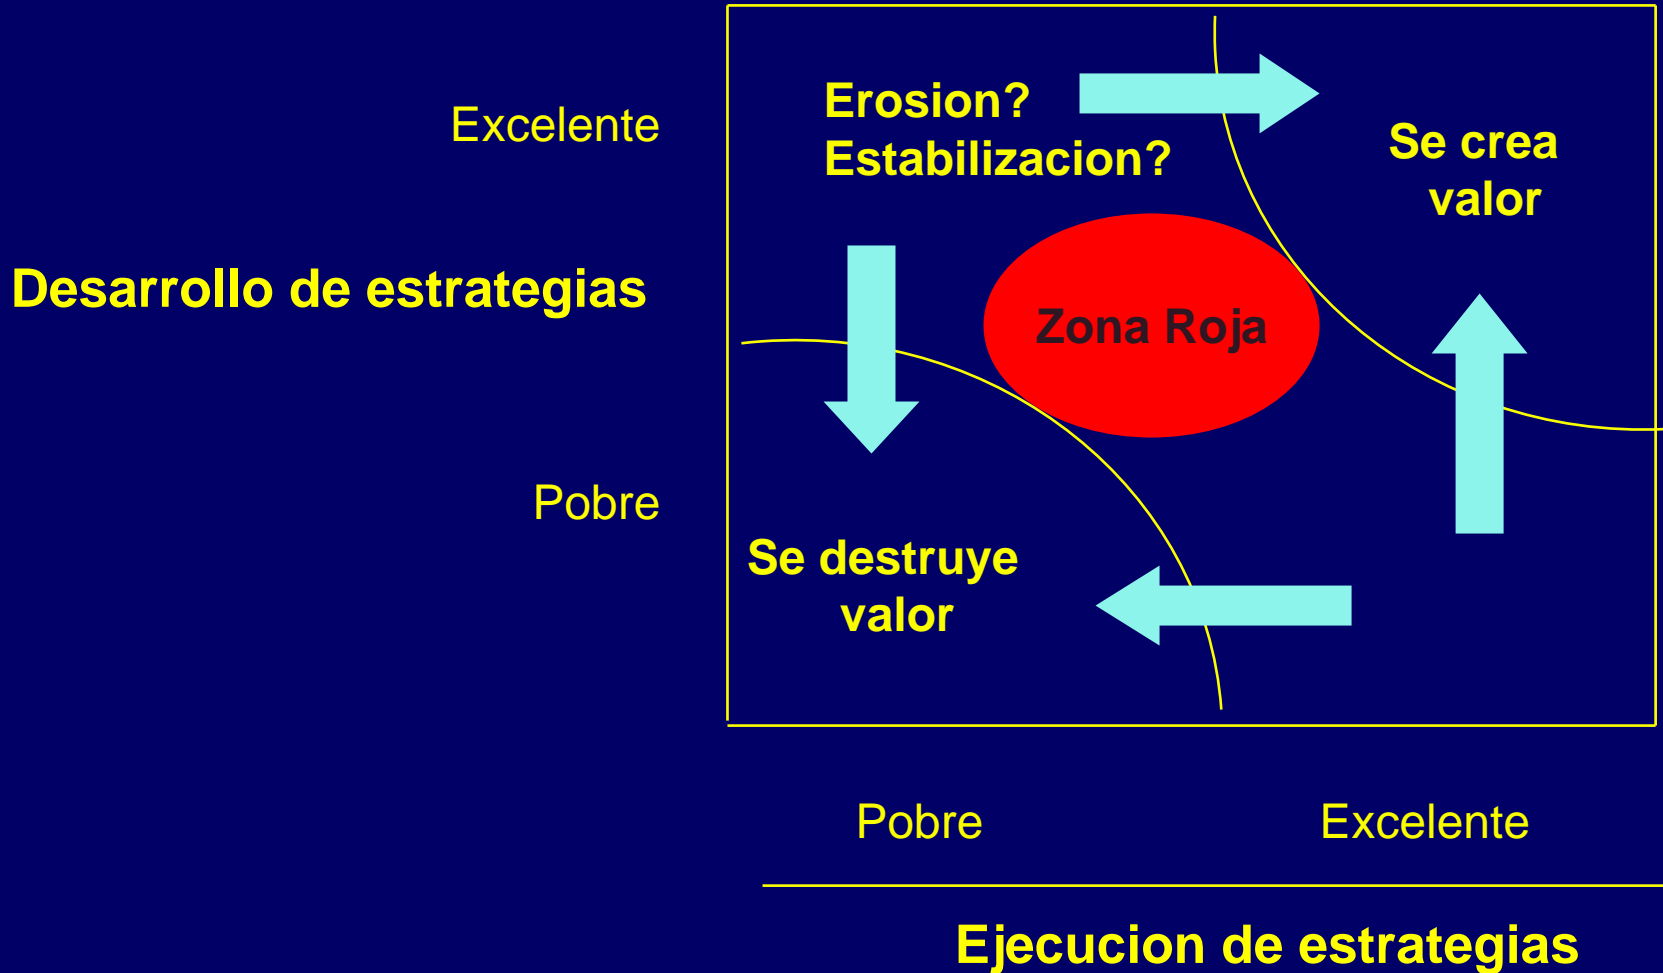 Excelente
Erosion?
Estabilizacion?
Se crea
valor
Desarrollo de estrategias
Zona Roja
Pobre
Se destruye
valor
Pobre
Excelente
Ejecucion de estrategias